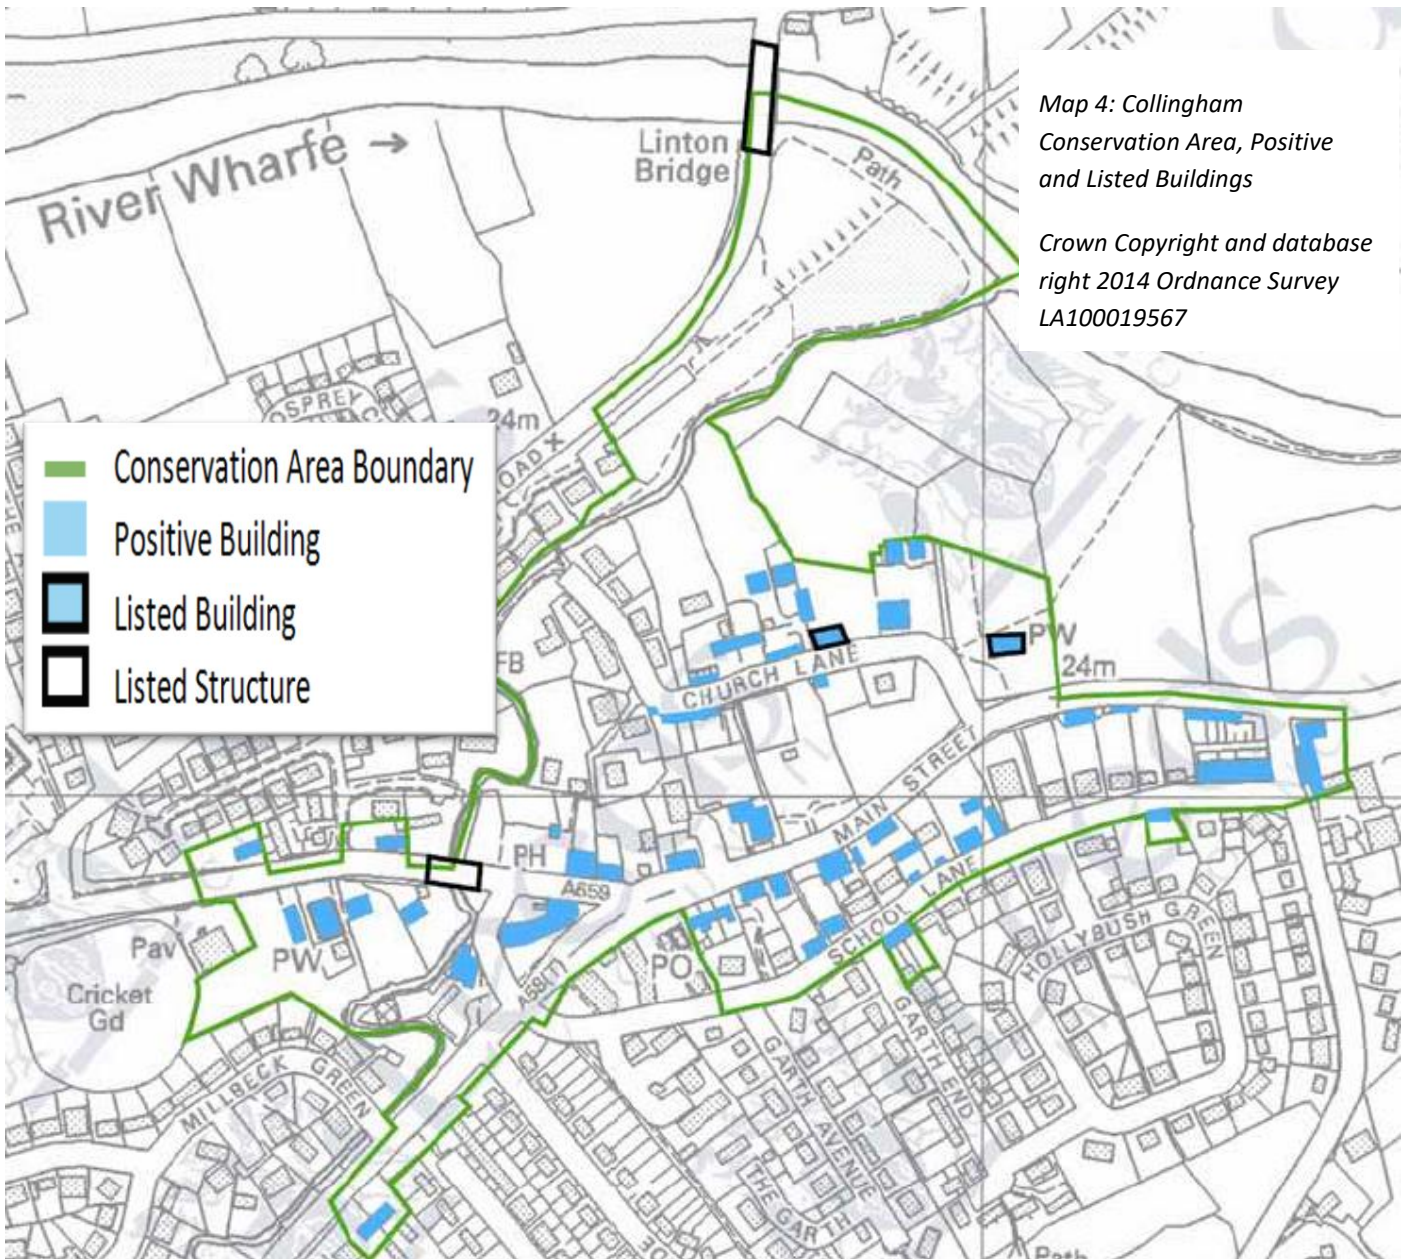 Map 4: Collingham
Conservation Area, Positive
and Listed Buildings
Crown Copyright and database
right 2014 Ordnance Survey
LA100019567
Linton
Bridge
River Wharfe →
Path
OSPREY
24m
ROAD
Conservation Area Boundary
Positive Building
Listed Building
Listed Structure
FB
CHURCH LANE
PW
24m
MAIN STREET
PH
A659
A58(T)
Pav
PW
Cricket
Gd
PO
SCHOOL LANE
HOLLYBUSH GREEN
MILLBECK GREEN
GARTH END
GARTH AVENUE
THE GARTH
Path